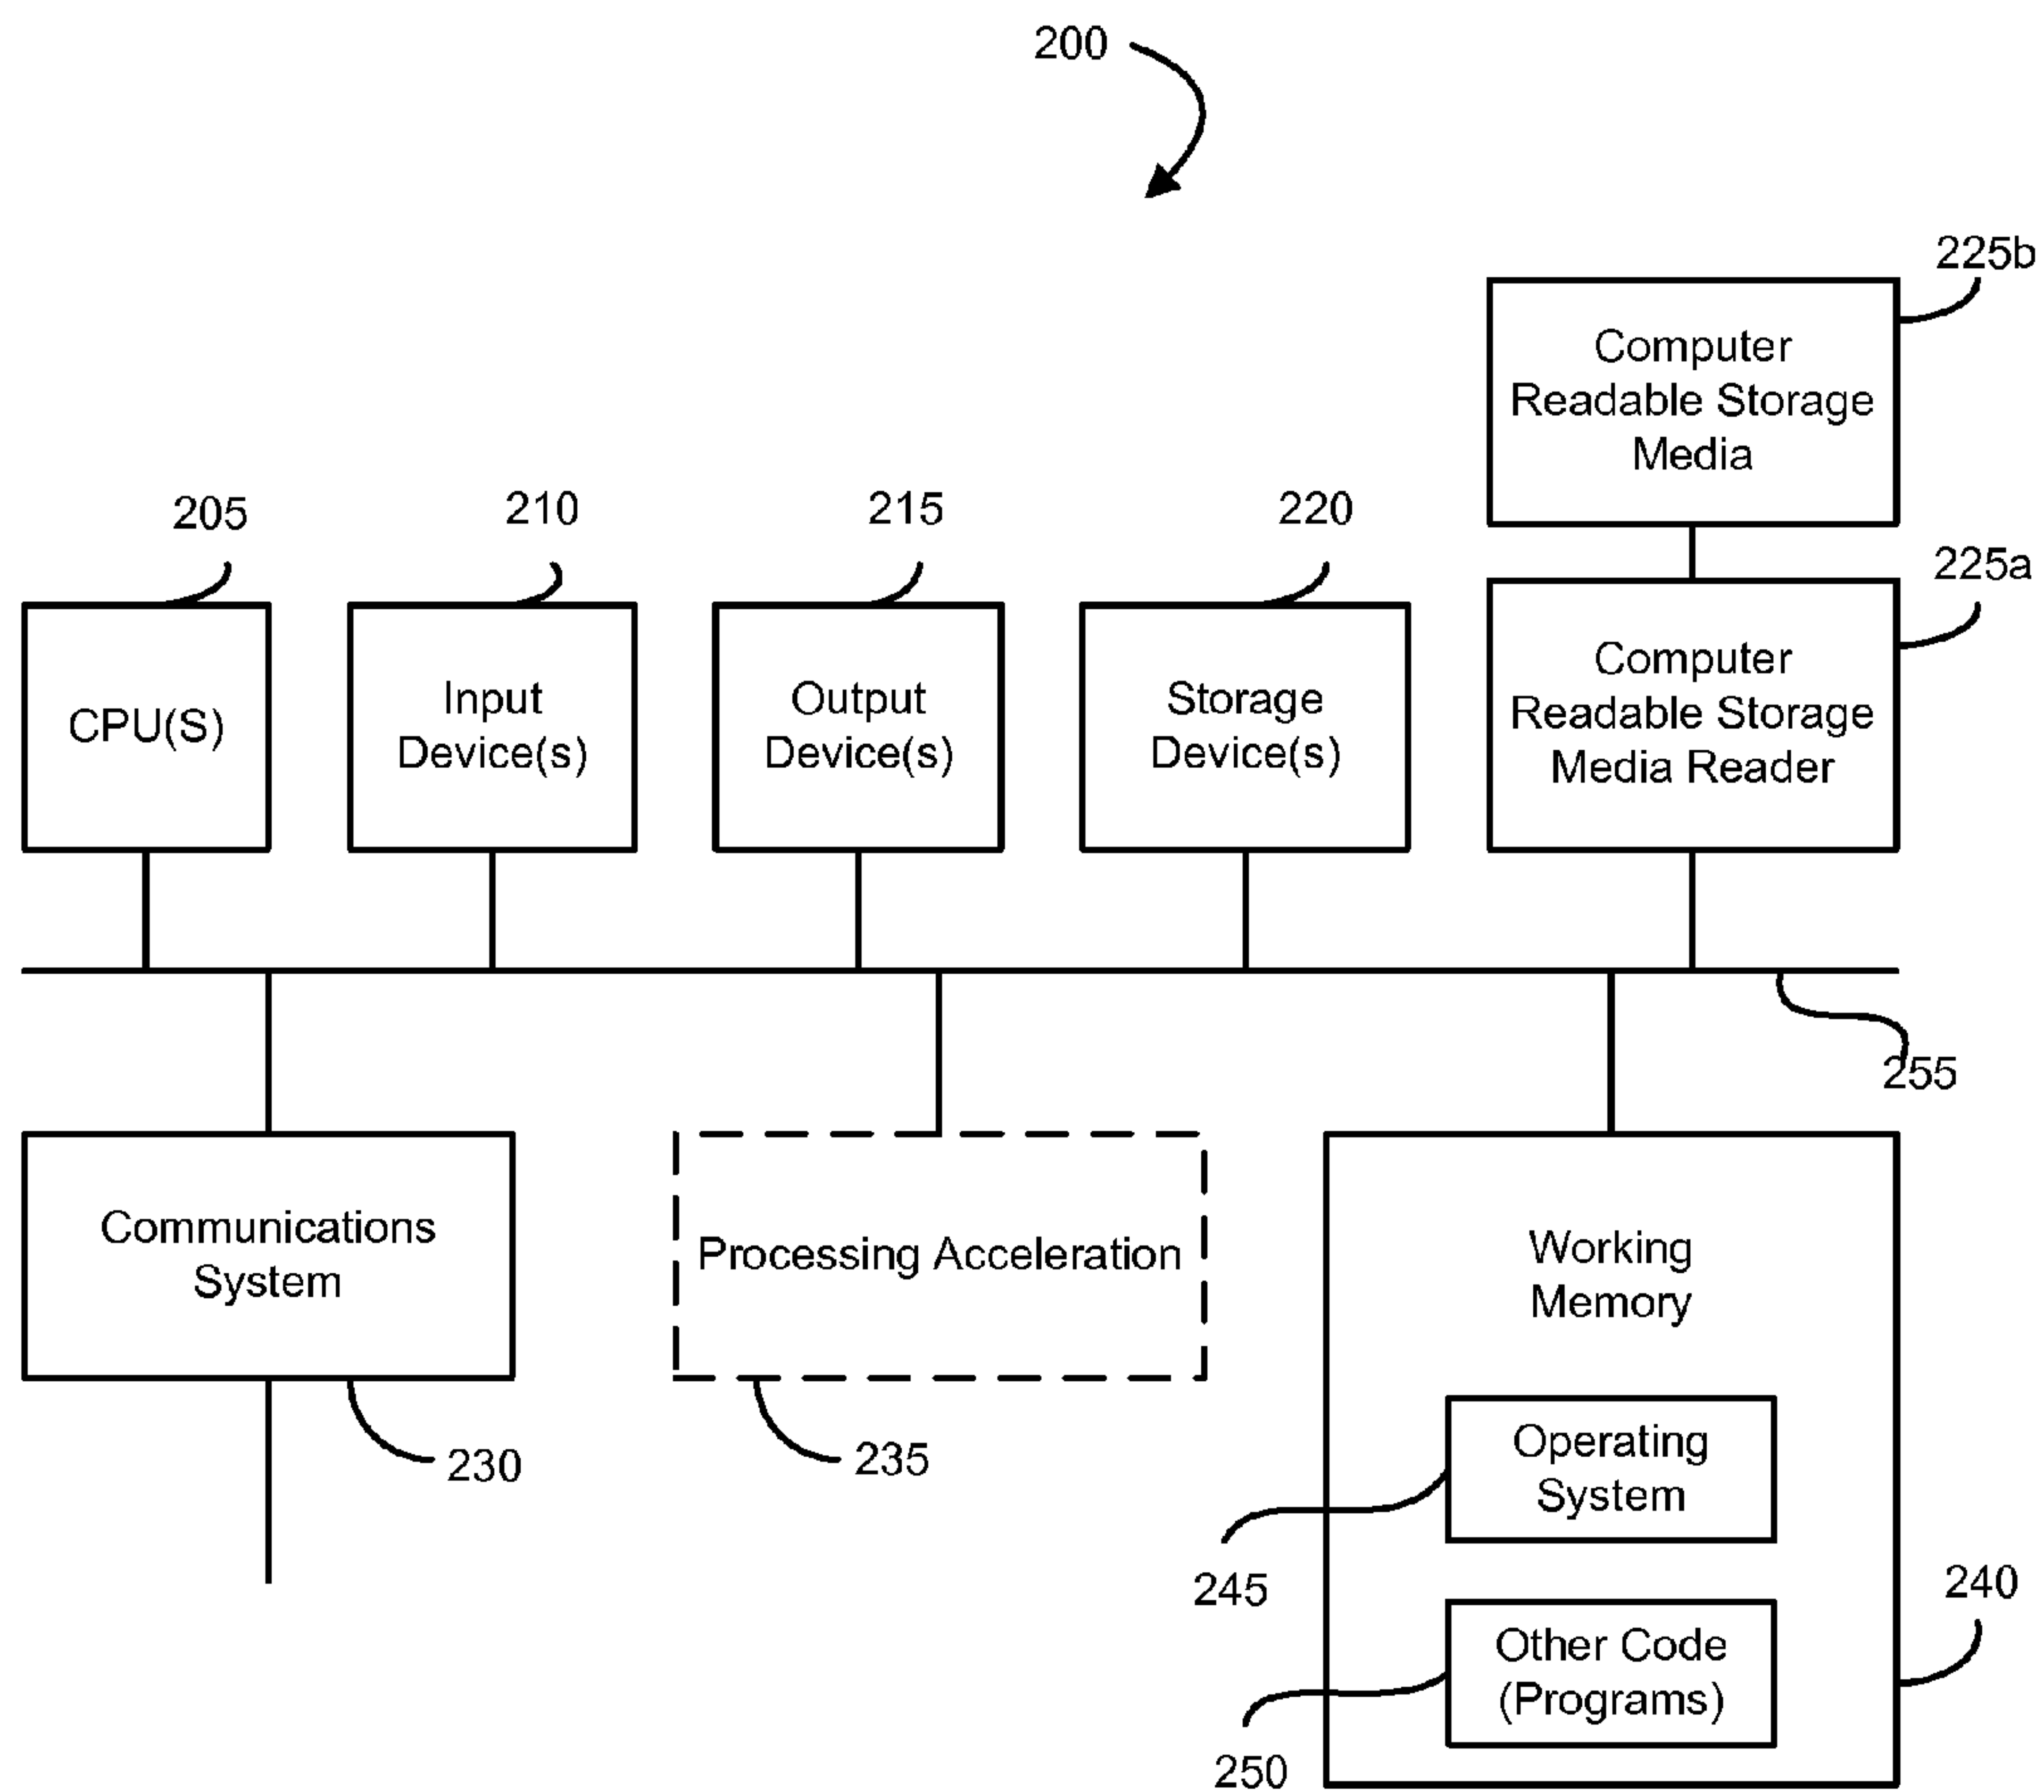 200
225b
Computer
Readable Storage
Media
205
210
215
220
225a
CPU(S)
Input
Device(s)
Output
Device(s)
Storage
Device(s)
Computer
Readable Storage
Media Reader
255
Communications
System
Processing Acceleration
Working
Memory
230
235
Operating
System
245
240
Other Code
(Programs)
250